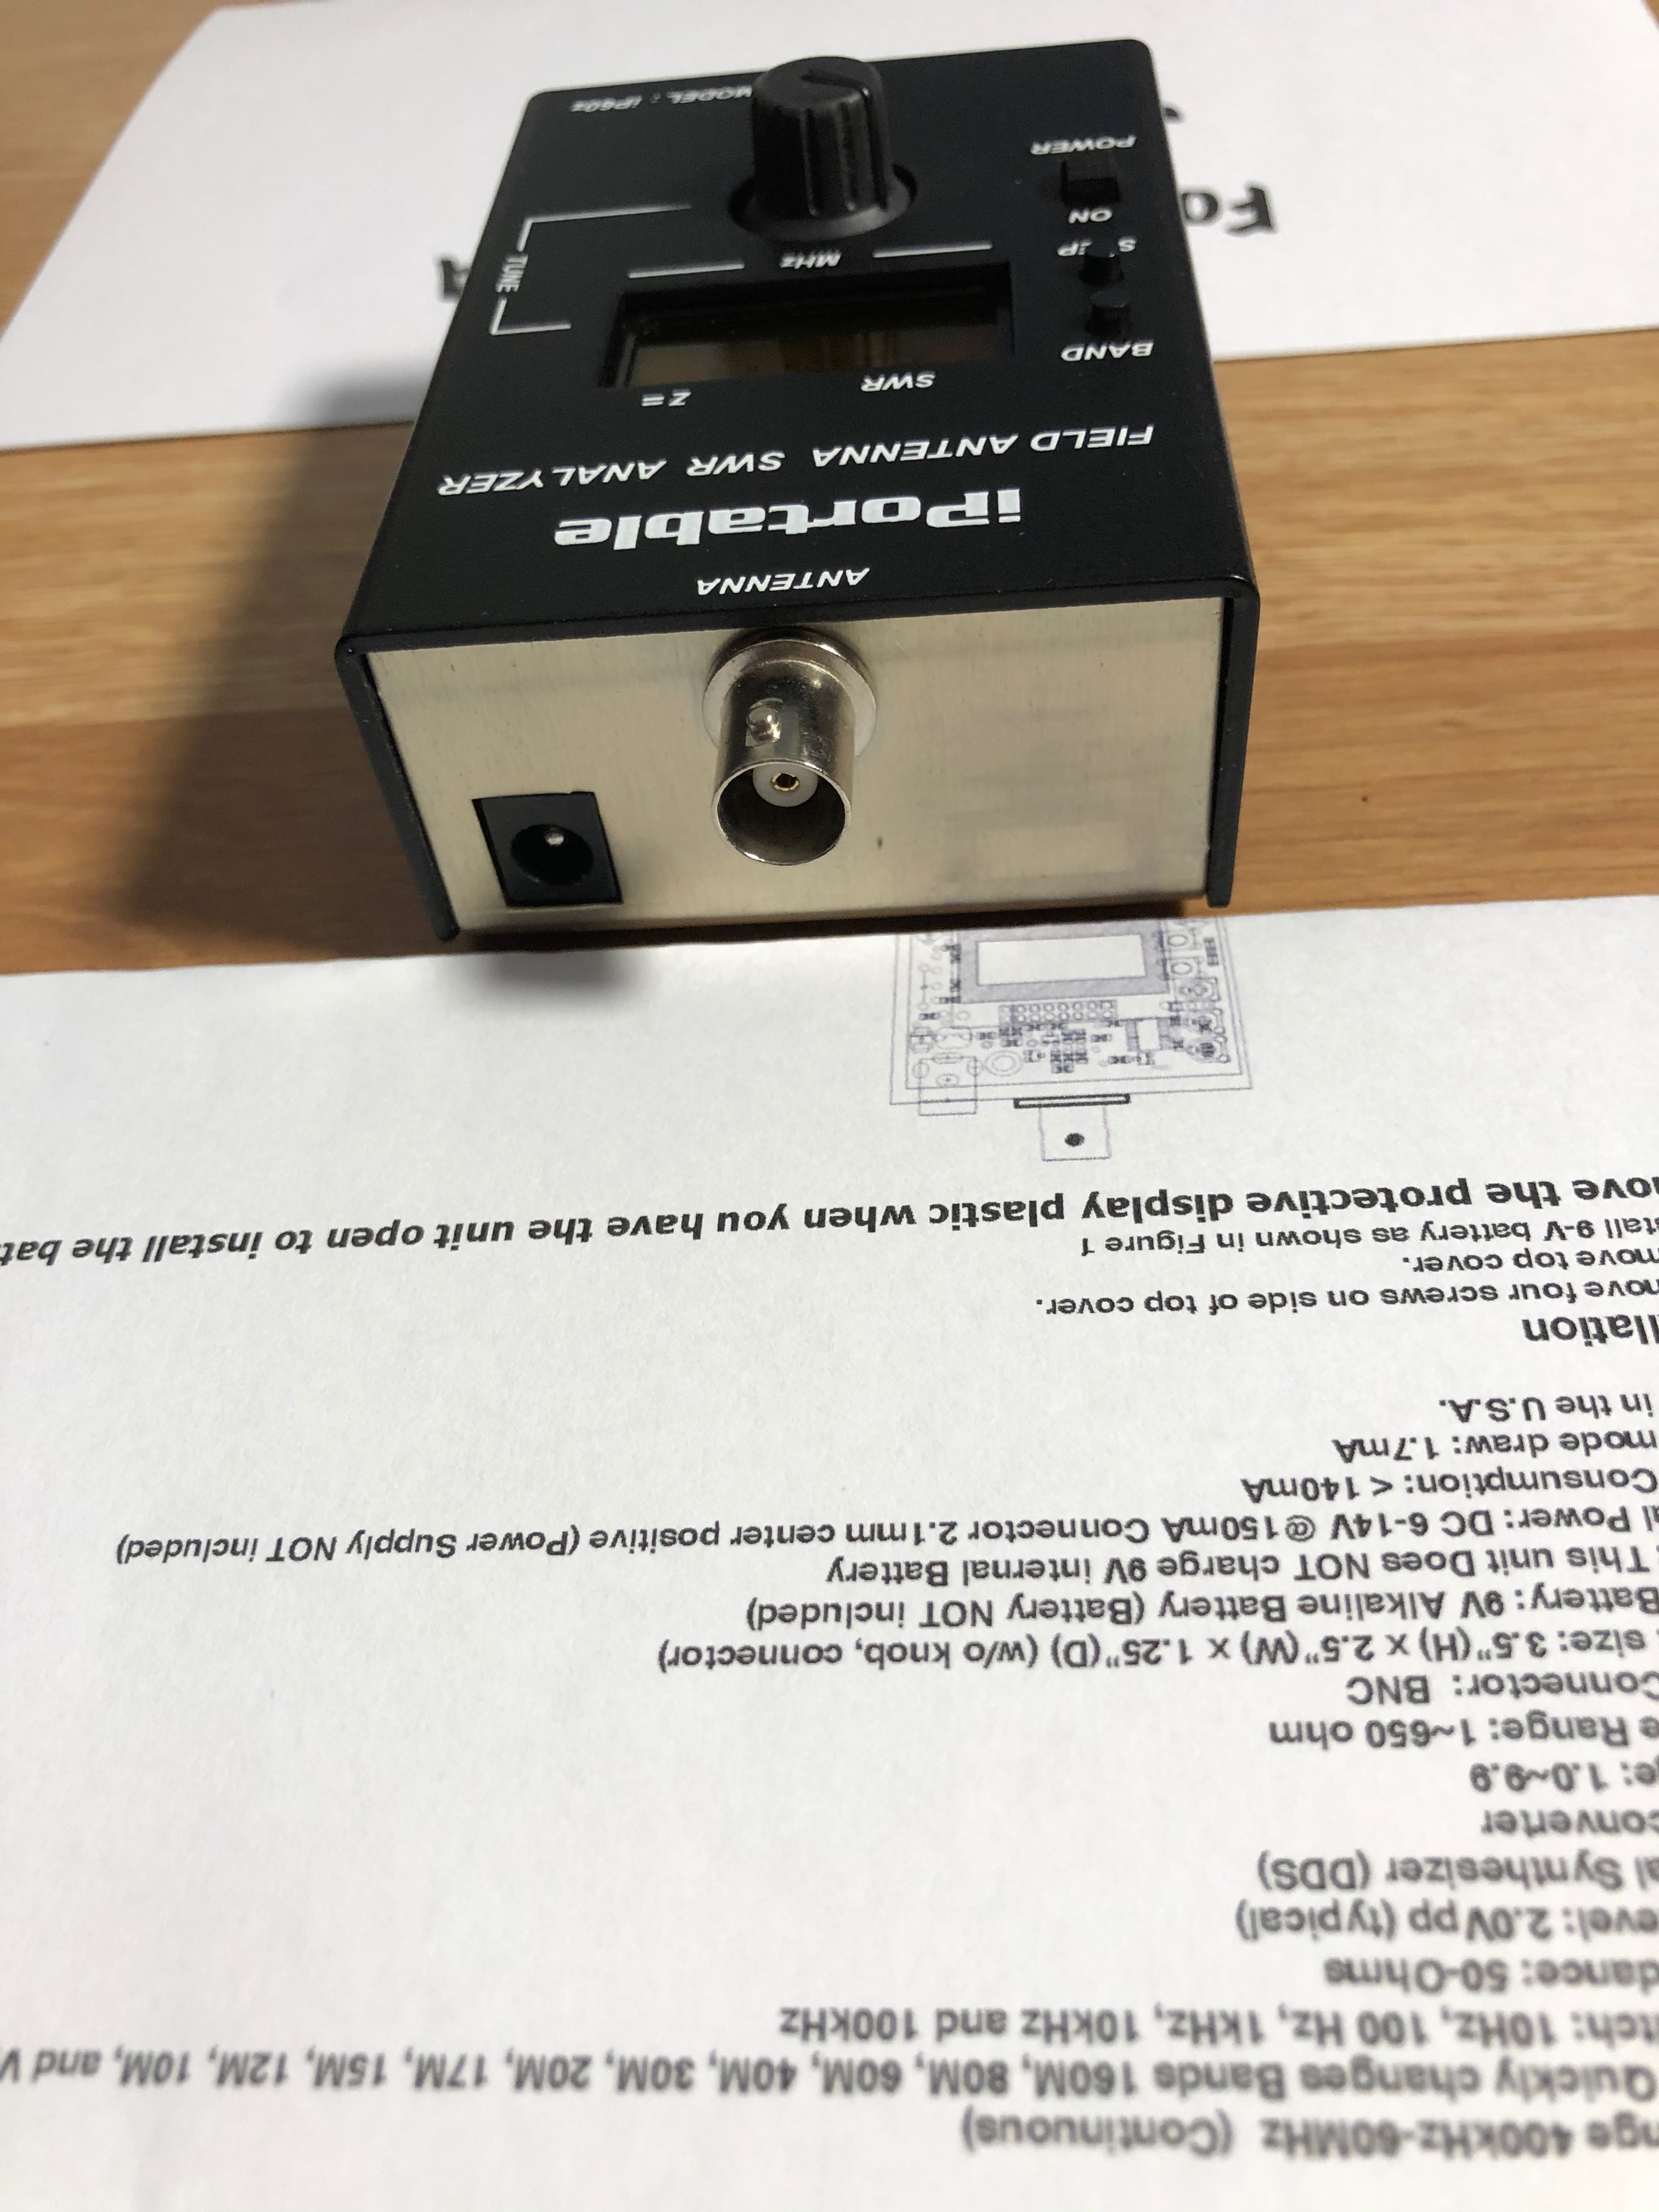 Range 400kHz-60MHz (Continuous)
Quickly changes Bands 160M, 80M, 60M, 40M, 30M, 20M, 17M, 15M, 12M, 10M, and V
tch: 10Hz, 100 Hz, 1kHz, 10kHz and 100kHz
dance: 50-Ohms
evel: 2.0Vpp (typical)
al Synthesizer (DDS)
converter
ge: 1.0~9.9
e Range: 1~650 ohm
Connector: BNC
size: 3.5"(H) x 2.5"(W) x 1.25"(D) (w/o knob, connector)
Battery: 9V Alkaline Battery (Battery NOT included)
: This unit Does NOT charge 9V internal Battery
al Power: DC 6-14V @150mA Connector 2.1mm center positive (Power Supply NOT included)
Consumption: < 140mA
mode draw: 1.7mA
in the U.S.A.
llation
move four screws on side of top cover.
move top cover.
stall 9-V battery as shown in Figure 1
move the protective display plastic when you have the unit open to install the bat
ANTENNA
iPortable
FIELD ANTENNA SWR ANALYZER
SWR
Z =
BAND
TUNE
MHz
ON
POWER
MODEL : iP60z
Fo